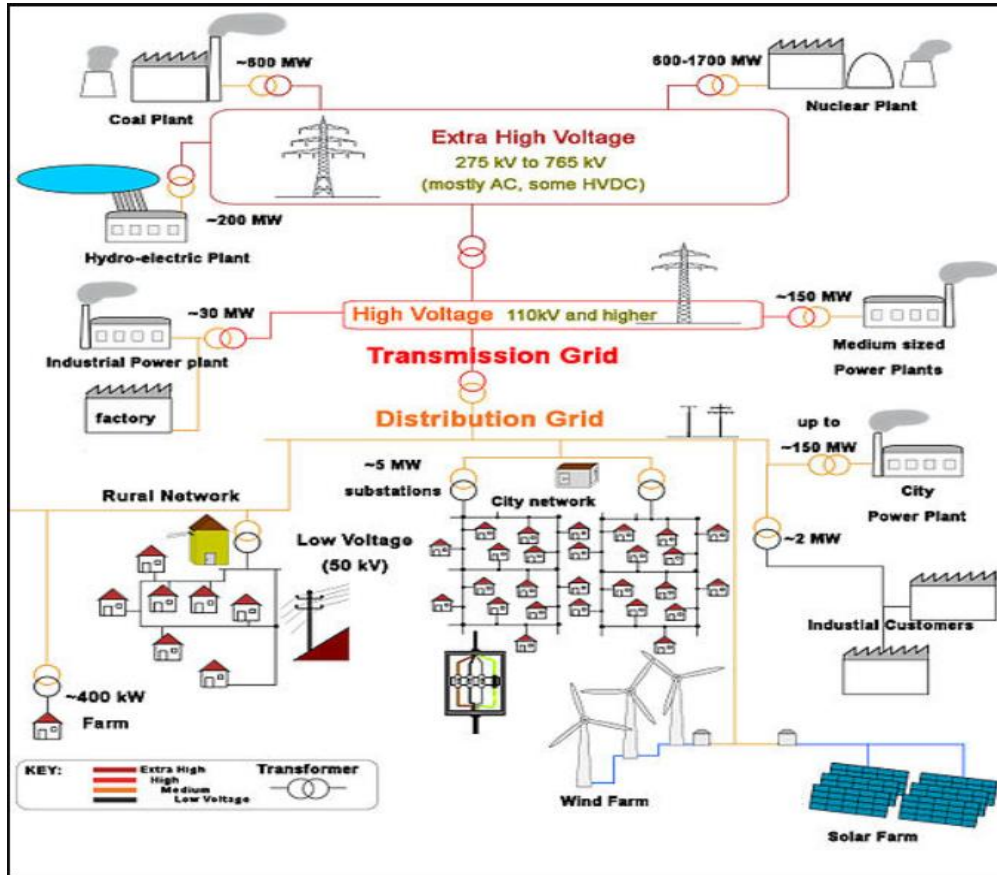 ~600 MW
600-1700 MW
Coal Plant
Nuclear Plant
Extra High Voltage
275 kV to 765 kV
(mostly AC, some HVDC)
~200 MW
Hydro-electric Plant
~30 MW
~150 MW
High Voltage 110kV and higher
Industrial Power plant
Medium sized
Power Plants
Transmission Grid
factory
Distribution Grid
up to
~150 MW
~5 MW
substations
Rural Network
City network
City
Power Plant
Low Voltage
(50 kV)
~2 MW
Industial Customers
~400 kW
Farm
KEY:
Extra High
High
Medium
Low Voltage
Transformer
Wind Farm
Solar Farm